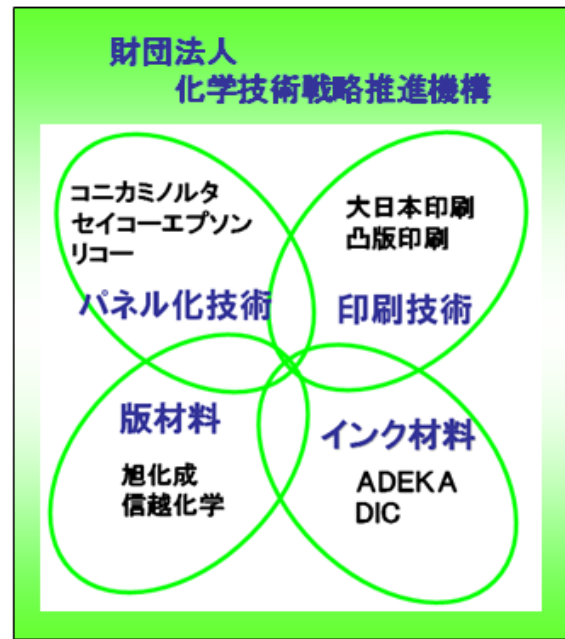 財団法人
化学技術戦略推進機構
コニカミノルタ
セイコーエプソン
リコー
パネル化技術
大日本印刷
凸版印刷
印刷技術
版材料
旭化成
信越化学
インク材料
ADEKA
DIC